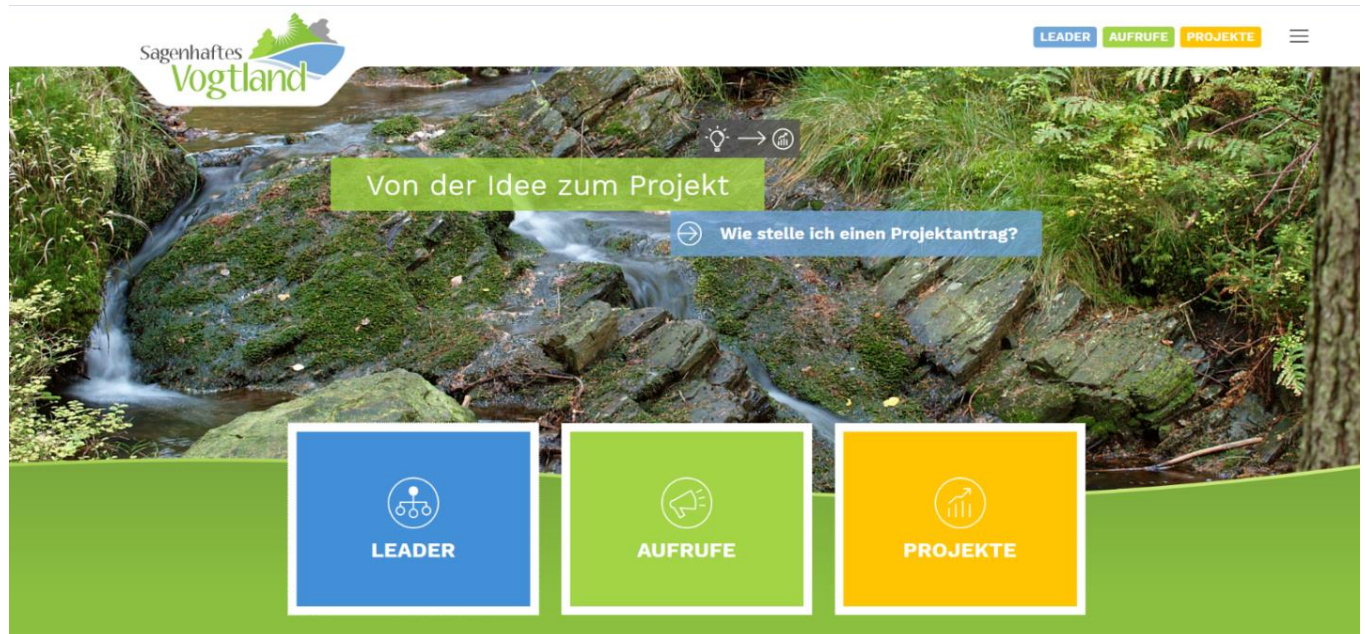 Sagenhaftes
Vogtland
LEADER AUFRUFE PROJEKTE
Von der Idee zum Projekt
Wie stelle ich einen Projektantrag?
LEADER
AUFRUFE
PROJEKTE